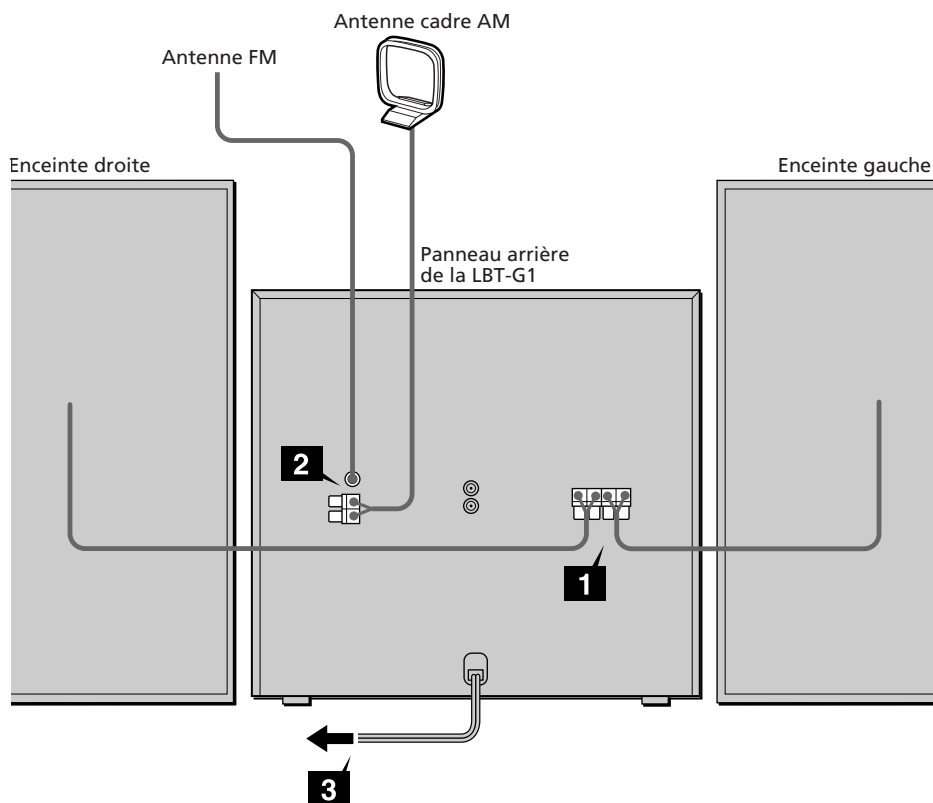 Antenne cadre AM
Antenne FM
Enceinte droite
Enceinte gauche
Panneau arrière
de la LBT-G1
2
1
3